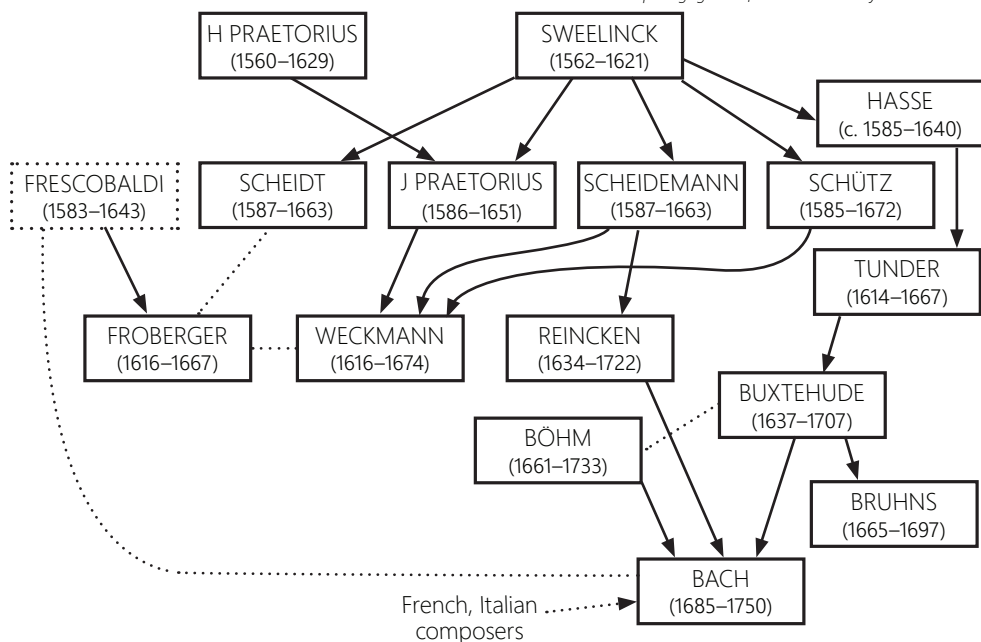 H PRAETORIUS
(1560–1629)
SWEELINCK
(1562–1621)
HASSE
(c. 1585–1640)
FRESCOBALDI
(1583–1643)
SCHEIDT
(1587–1663)
J PRAETORIUS
(1586–1651)
SCHEIDEMANN
(1587–1663)
SCHÜTZ
(1585–1672)
TUNDER
(1614–1667)
FROBERGER
(1616–1667)
WECKMANN
(1616–1674)
REINCKEN
(1634–1722)
BUXTEHUDE
(1637–1707)
BÖHM
(1661–1733)
BRUHNS
(1665–1697)
BACH
(1685–1750)
French, Italian
composers